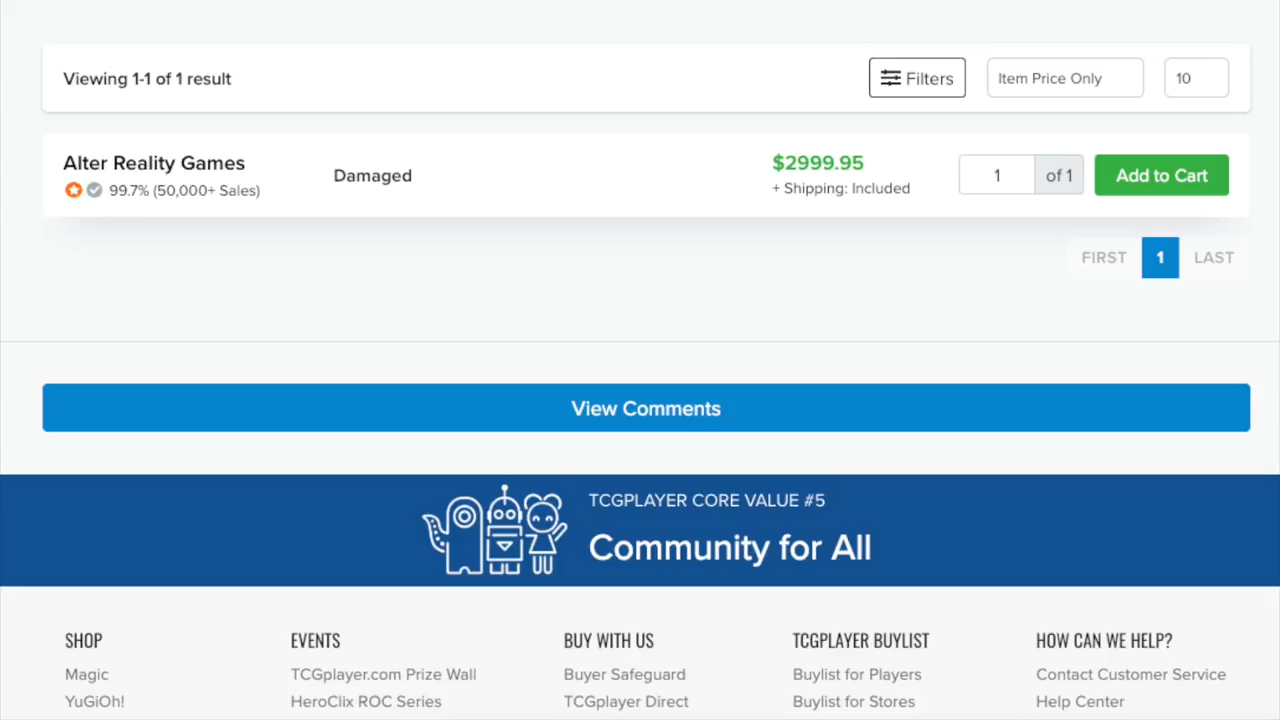 Viewing 1-1 of 1 result
Filters
Item Price Only
10
Alter Reality Games
99.7% (50,000+ Sales)
Damaged
$2999.95
+ Shipping: Included
1
of 1
Add to Cart
FIRST
1
LAST
View Comments
TCGPLAYER CORE VALUE #5
Community for All
SHOP
Magic
YuGiOh!
EVENTS
TCGplayer.com Prize Wall
HeroClix ROC Series
BUY WITH US
Buyer Safeguard
TCGplayer Direct
TCGPLAYER BUYLIST
Buylist for Players
Buylist for Stores
HOW CAN WE HELP?
Contact Customer Service
Help Center